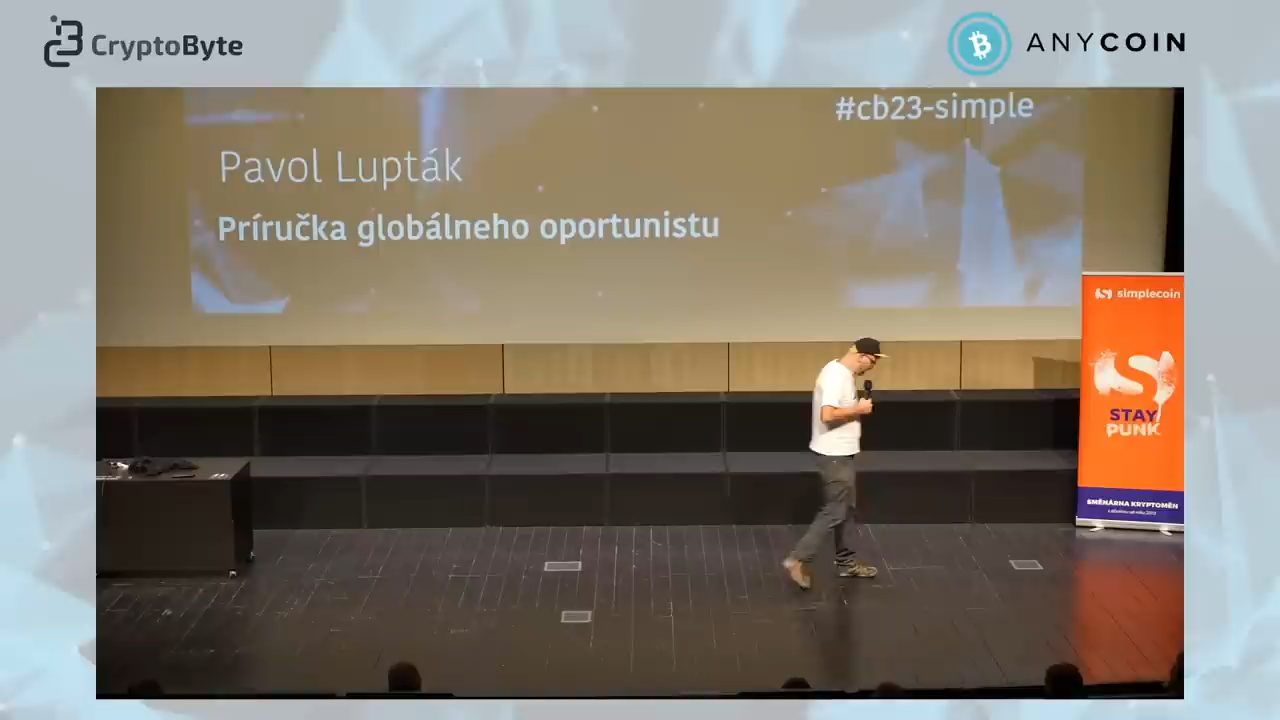 CryptoByte
ANYCOIN
#cb23-simple
Pavol Lupták
Príručka globálneho oportunistu
simplecoin
STAY
PUNK
SMĚNÁRNA KRYPTOMĚN